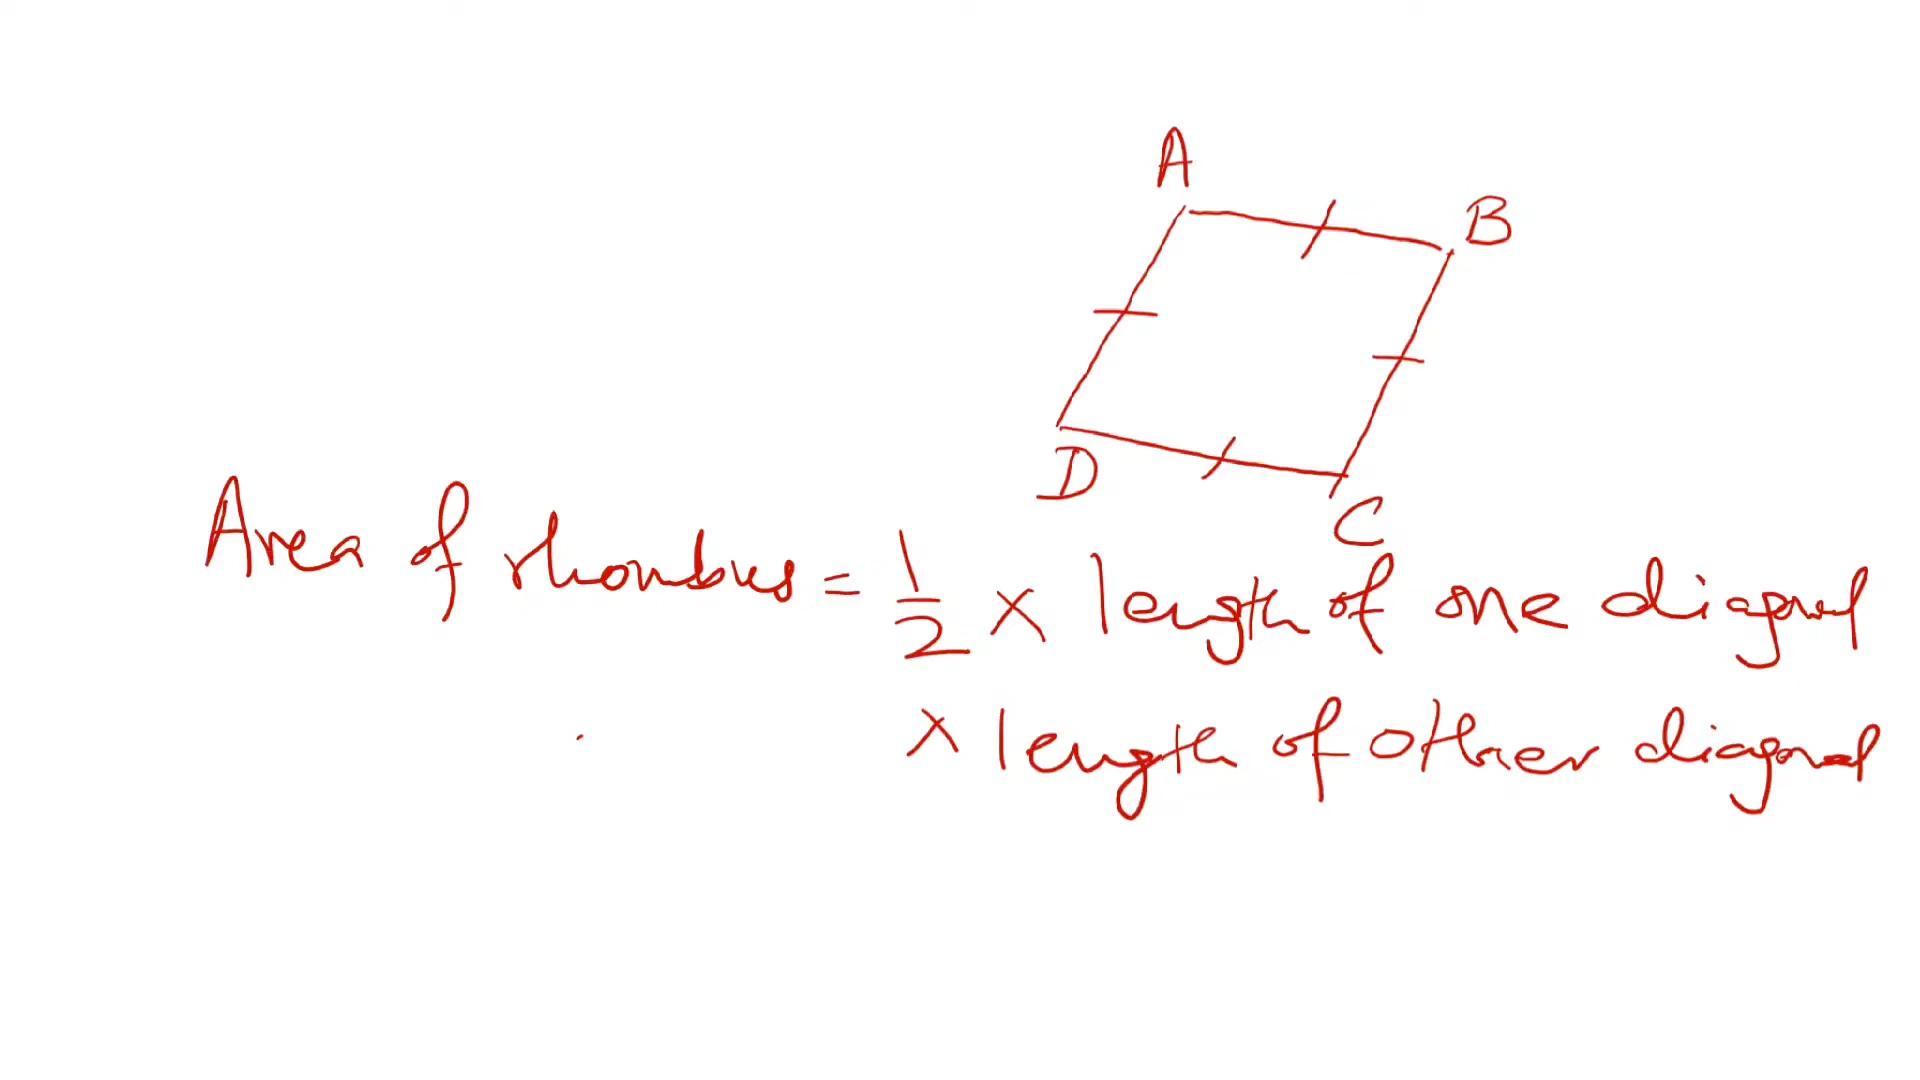 A
B
D
C
Area of rhombus = 1/2 × length of one diagonal
× length of other diagonal